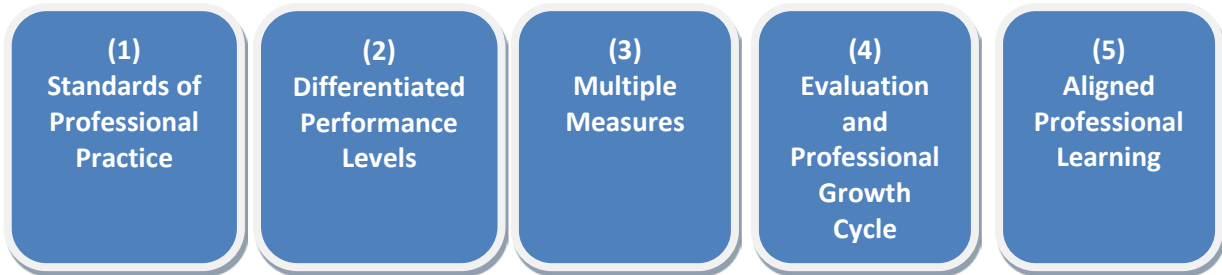 (1)
Standards of
Professional
Practice
(2)
Differentiated
Performance
Levels
(3)
Multiple
Measures
(4)
Evaluation
and
Professional
Growth
Cycle
(5)
Aligned
Professional
Learning